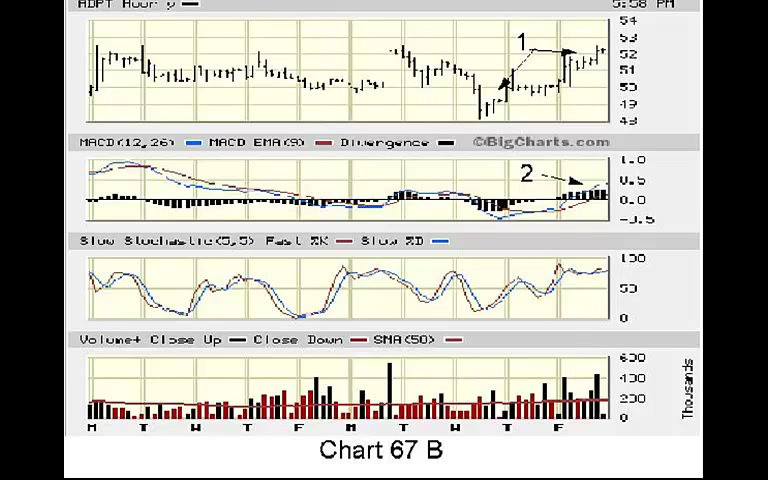 ADPT Hourly
5:58 PM
54
53
52
51
50
49
48
1
MACD(12,26) MACD EMA(9) Divergence ©BigCharts.com
1.0
0.5
0.0
-0.5
2
Slow Stochastic(5,5) Fast %K Slow %D
100
50
0
Volume+ Close Up Close Down SMA(50)
600
400
200
0
Thousands
M T W T F M T W T F
Chart 67 B